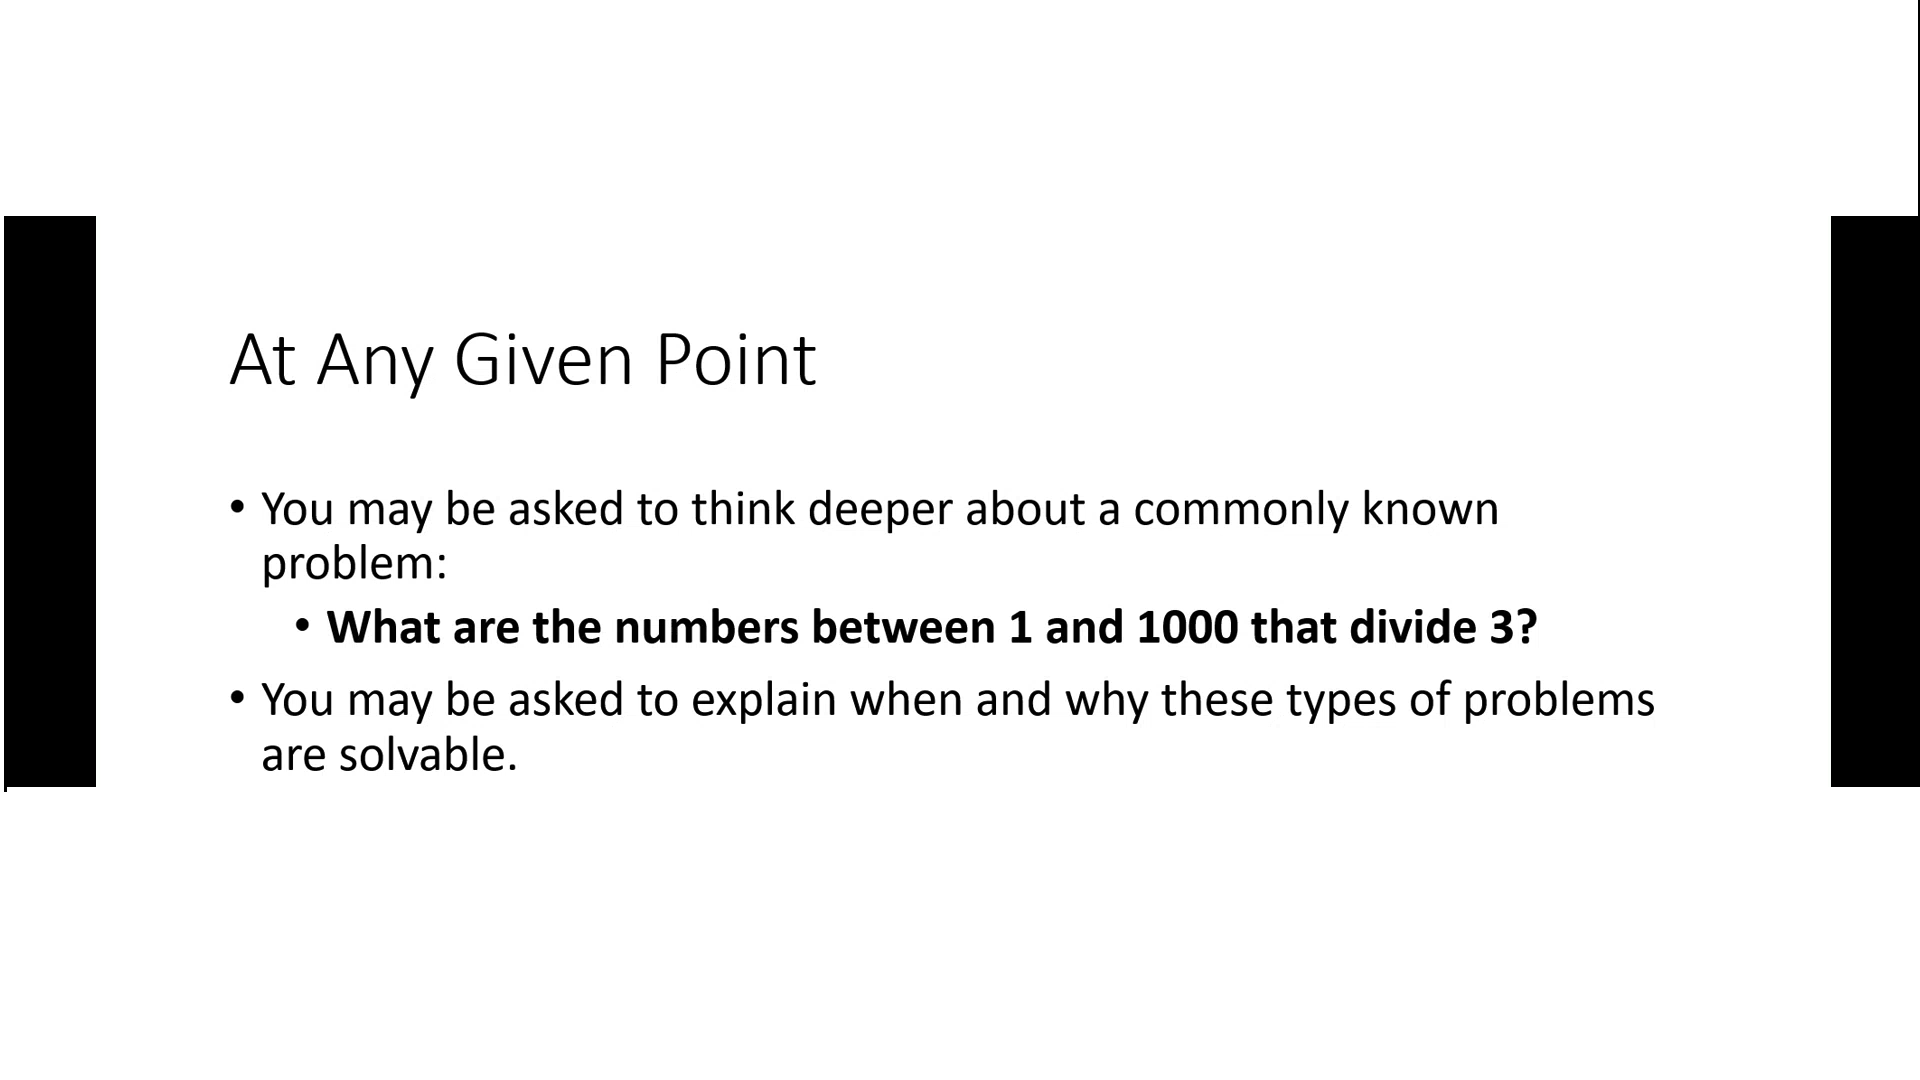 At Any Given Point
• You may be asked to think deeper about a commonly known
problem:
• What are the numbers between 1 and 1000 that divide 3?
• You may be asked to explain when and why these types of problems
are solvable.